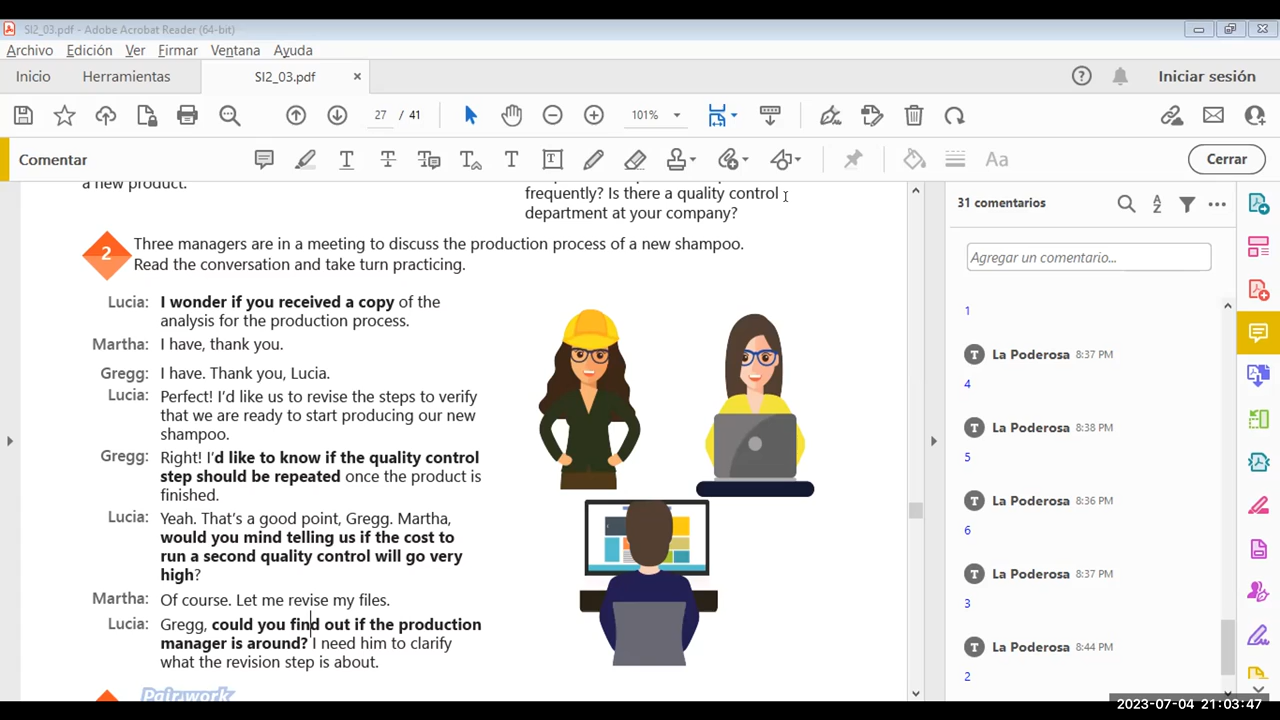 SI2_03.pdf - Adobe Acrobat Reader (64-bit)
Archivo Edición Ver Firmar Ventana Ayuda
Inicio Herramientas SI2_03.pdf × Iniciar sesión
27 / 41 101%
Comentar Cerrar
a new product.
frequently? Is there a quality control
department at your company?
2
Three managers are in a meeting to discuss the production process of a new shampoo.
Read the conversation and take turn practicing.
Lucia: I wonder if you received a copy of the
analysis for the production process.
Martha: I have, thank you.
Gregg: I have. Thank you, Lucia.
Lucia: Perfect! I'd like us to revise the steps to verify
that we are ready to start producing our new
shampoo.
Gregg: Right! I'd like to know if the quality control
step should be repeated once the product is
finished.
Lucia: Yeah. That's a good point, Gregg. Martha,
would you mind telling us if the cost to
run a second quality control will go very
high?
Martha: Of course. Let me revise my files.
Lucia: Gregg, could you find out if the production
manager is around? I need him to clarify
what the revision step is about.
Pair work
31 comentarios
Agregar un comentario...
1
T La Poderosa 8:37 PM
4
T La Poderosa 8:38 PM
5
T La Poderosa 8:36 PM
6
T La Poderosa 8:37 PM
3
T La Poderosa 8:44 PM
2
2023-07-04 21:03:47